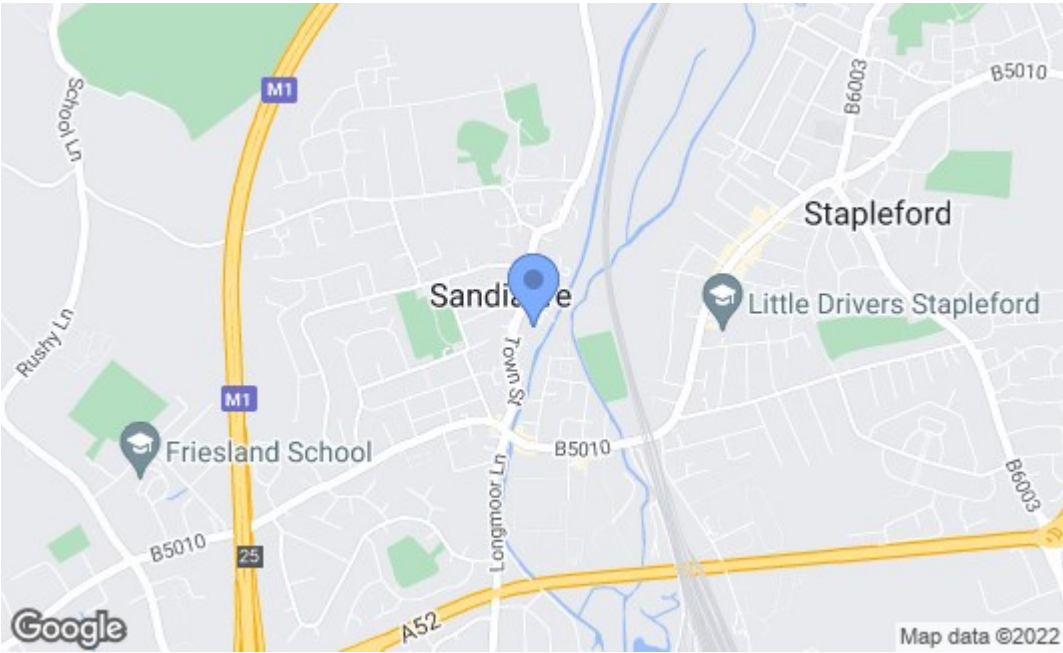 School Ln
M1
B5010
B6003
Stapleford
Sandiacre
Little Drivers Stapleford
Rushy Ln
Town St
M1
Friesland School
B5010
Longmoor Ln
B6003
B5010
25
A52
Google
Map data ©2022